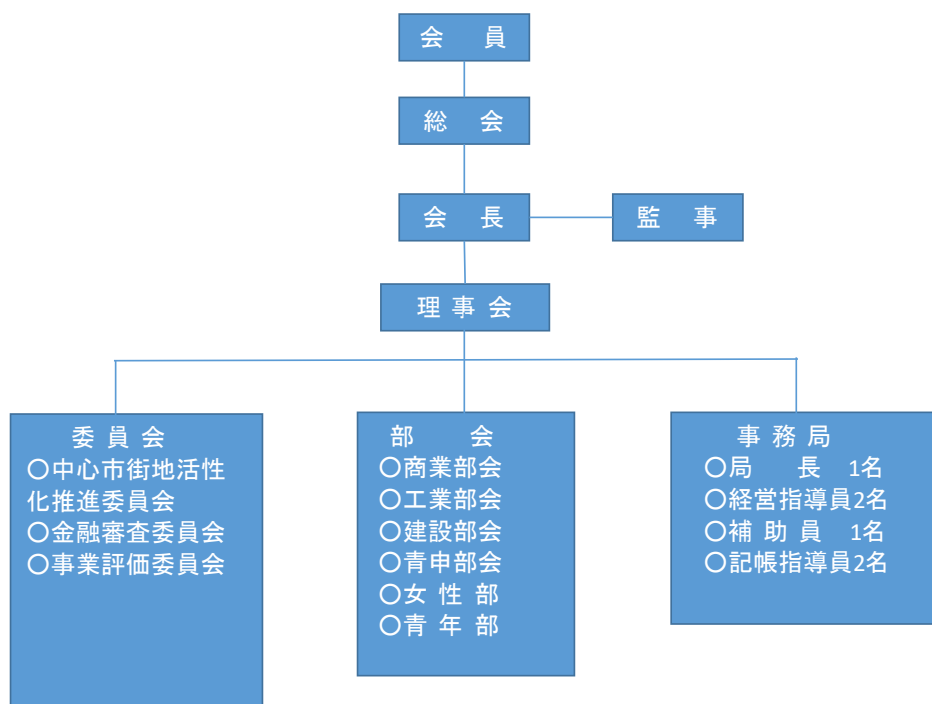 会　員
総　会
会　長
監　事
理 事 会
委 員 会
〇中心市街地活性
化推進委員会
〇金融審査委員会
〇事業評価委員会
部　　会
〇商業部会
〇工業部会
〇建設部会
〇青申部会
〇女 性 部
〇青 年 部
事 務 局
〇局　　長　1名
〇経営指導員2名
〇補 助 員　1名
〇記帳指導員2名